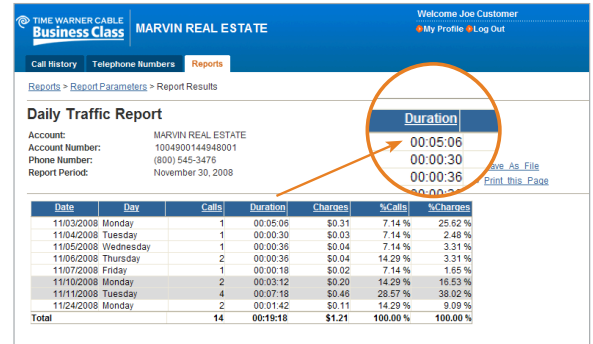 TIME WARNER CABLE
Business Class
MARVIN REAL ESTATE
Welcome Joe Customer
My Profile Log Out
Call History Telephone Numbers Reports
Reports > Report Parameters > Report Results
Daily Traffic Report
Account: MARVIN REAL ESTATE
Account Number: 1004900144948001
Phone Number: (800) 545-3476
Report Period: November 30, 2008
Duration
00:05:06
00:00:30
00:00:36
As File
Print this Page
Date Day Calls Duration Charges %Calls %Charges
11/03/2008 Monday 1 00:05:06 $0.31 7.14 % 25.62 %
11/04/2008 Tuesday 1 00:00:30 $0.03 7.14 % 2.48 %
11/05/2008 Wednesday 1 00:00:36 $0.04 7.14 % 3.31 %
11/06/2008 Thursday 2 00:00:36 $0.04 14.29 % 3.31 %
11/07/2008 Friday 1 00:00:18 $0.02 7.14 % 1.65 %
11/10/2008 Monday 2 00:03:12 $0.20 14.29 % 16.53 %
11/11/2008 Tuesday 4 00:07:18 $0.46 28.57 % 38.02 %
11/24/2008 Monday 2 00:01:42 $0.11 14.29 % 9.09 %
Total 14 00:19:18 $1.21 100.00 % 100.00 %